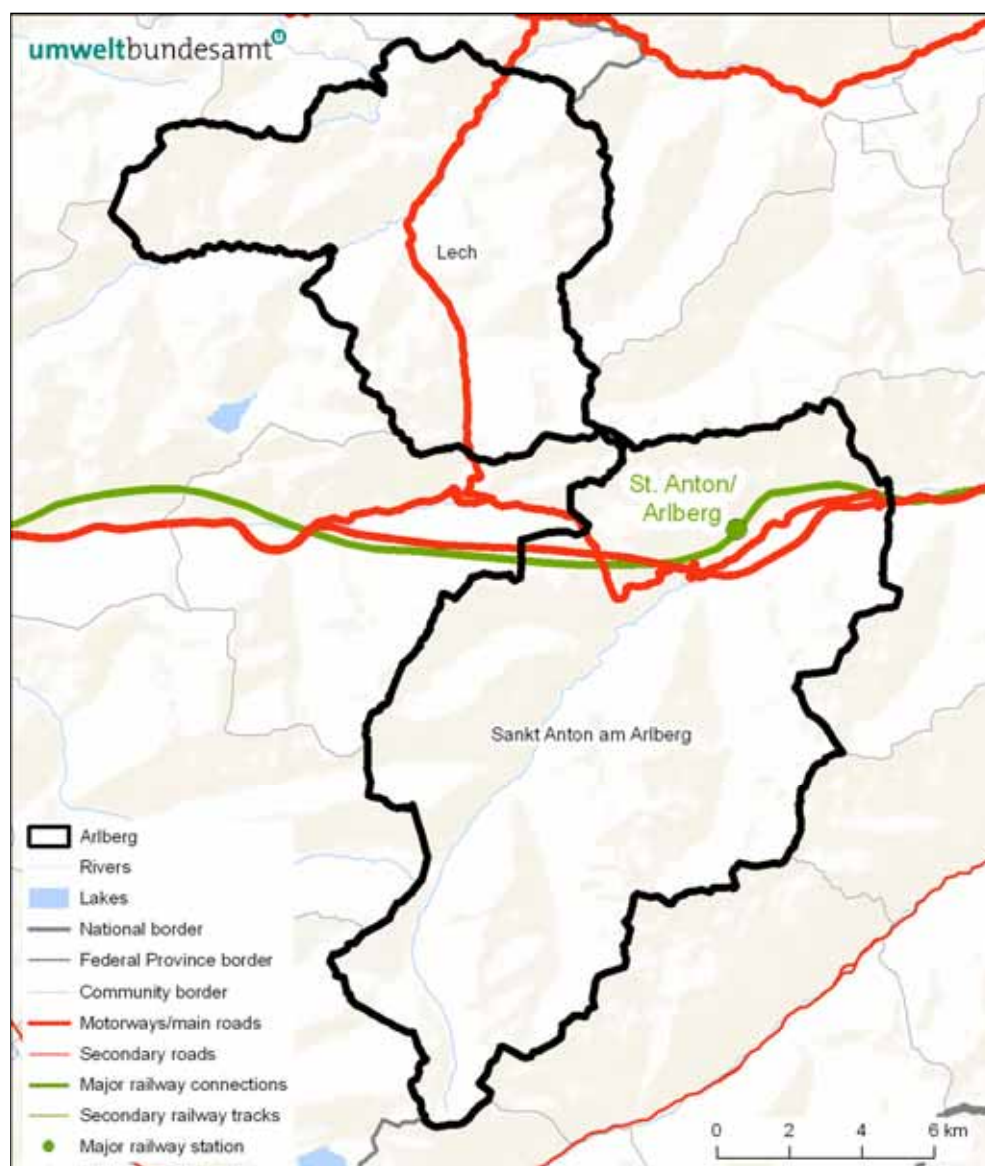 umweltbundesamt
Lech
St. Anton/
Arlberg
Sankt Anton am Arlberg
Arlberg
Rivers
Lakes
National border
Federal Province border
Community border
Motorways/main roads
Secondary roads
Major railway connections
Secondary railway tracks
Major railway station
0 2 4 6 km